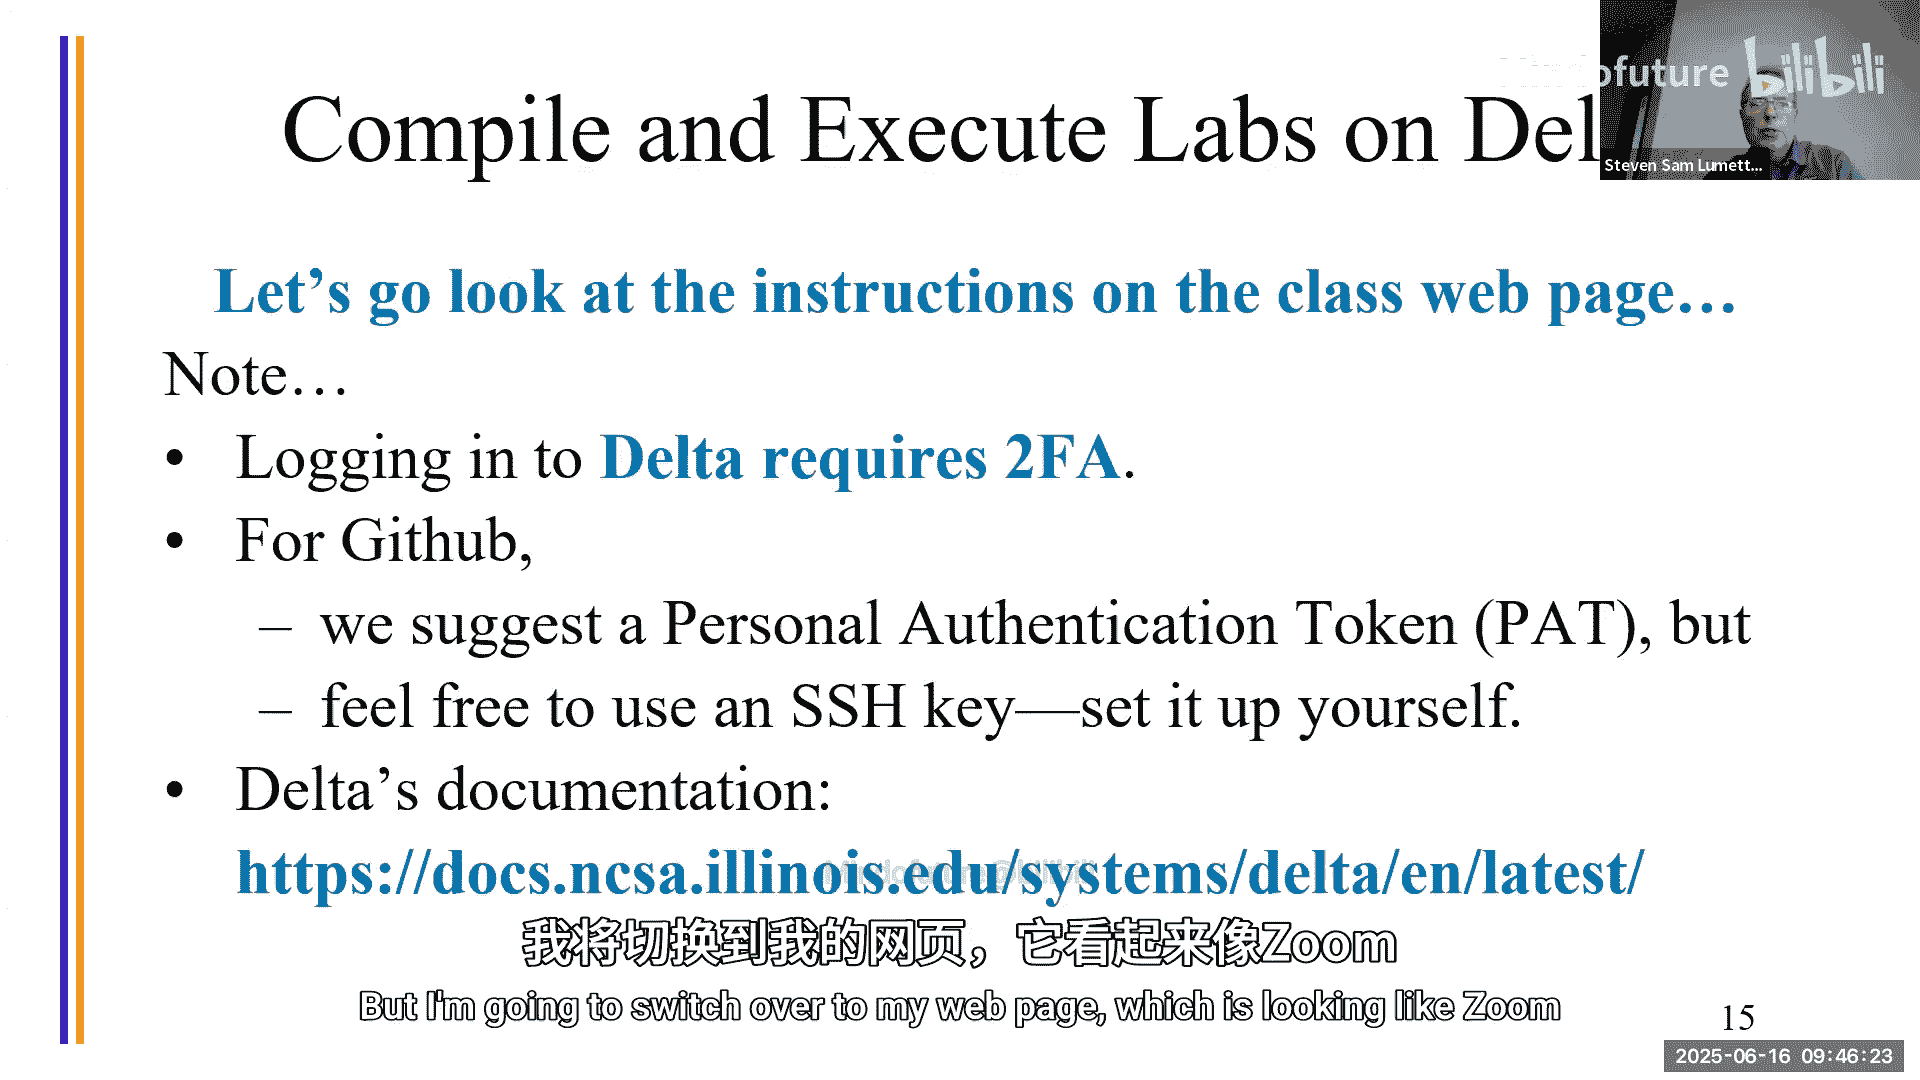 ofuture bilibili
Compile and Execute Labs on Del
Steven Sam Lumett...
Let’s go look at the instructions on the class web page…
Note…
• Logging in to Delta requires 2FA.
• For Github,
– we suggest a Personal Authentication Token (PAT), but
– feel free to use an SSH key—set it up yourself.
• Delta’s documentation:
https://docs.ncsa.illinois.edu/systems/delta/en/latest/
我将切换到我的网页，它看起来像Zoom
But I'm going to switch over to my web page, which is looking like Zoom
15
2025-06-16 09:46:23